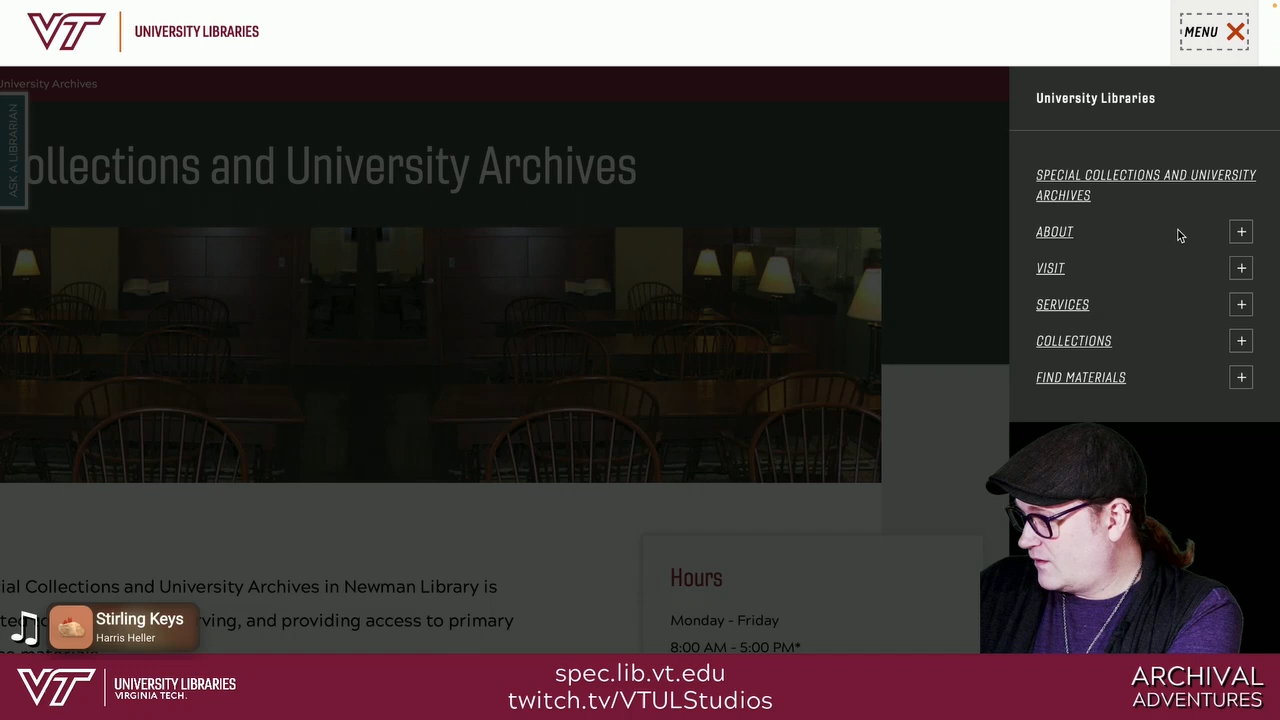 VT
UNIVERSITY LIBRARIES
MENU
University Archives
ASK A LIBRARIAN
ollections and University Archives
University Libraries
SPECIAL COLLECTIONS AND UNIVERSITY
ARCHIVES
ABOUT
VISIT
SERVICES
COLLECTIONS
FIND MATERIALS
ial Collections and University Archives in Newman Library is
rving, and providing access to primary
Hours
Monday - Friday
8:00 AM - 5:00 PM*
Stirling Keys
Harris Heller
VT
UNIVERSITY LIBRARIES
VIRGINIA TECH.
spec.lib.vt.edu
twitch.tv/VTULStudios
ARCHIVAL
ADVENTURES